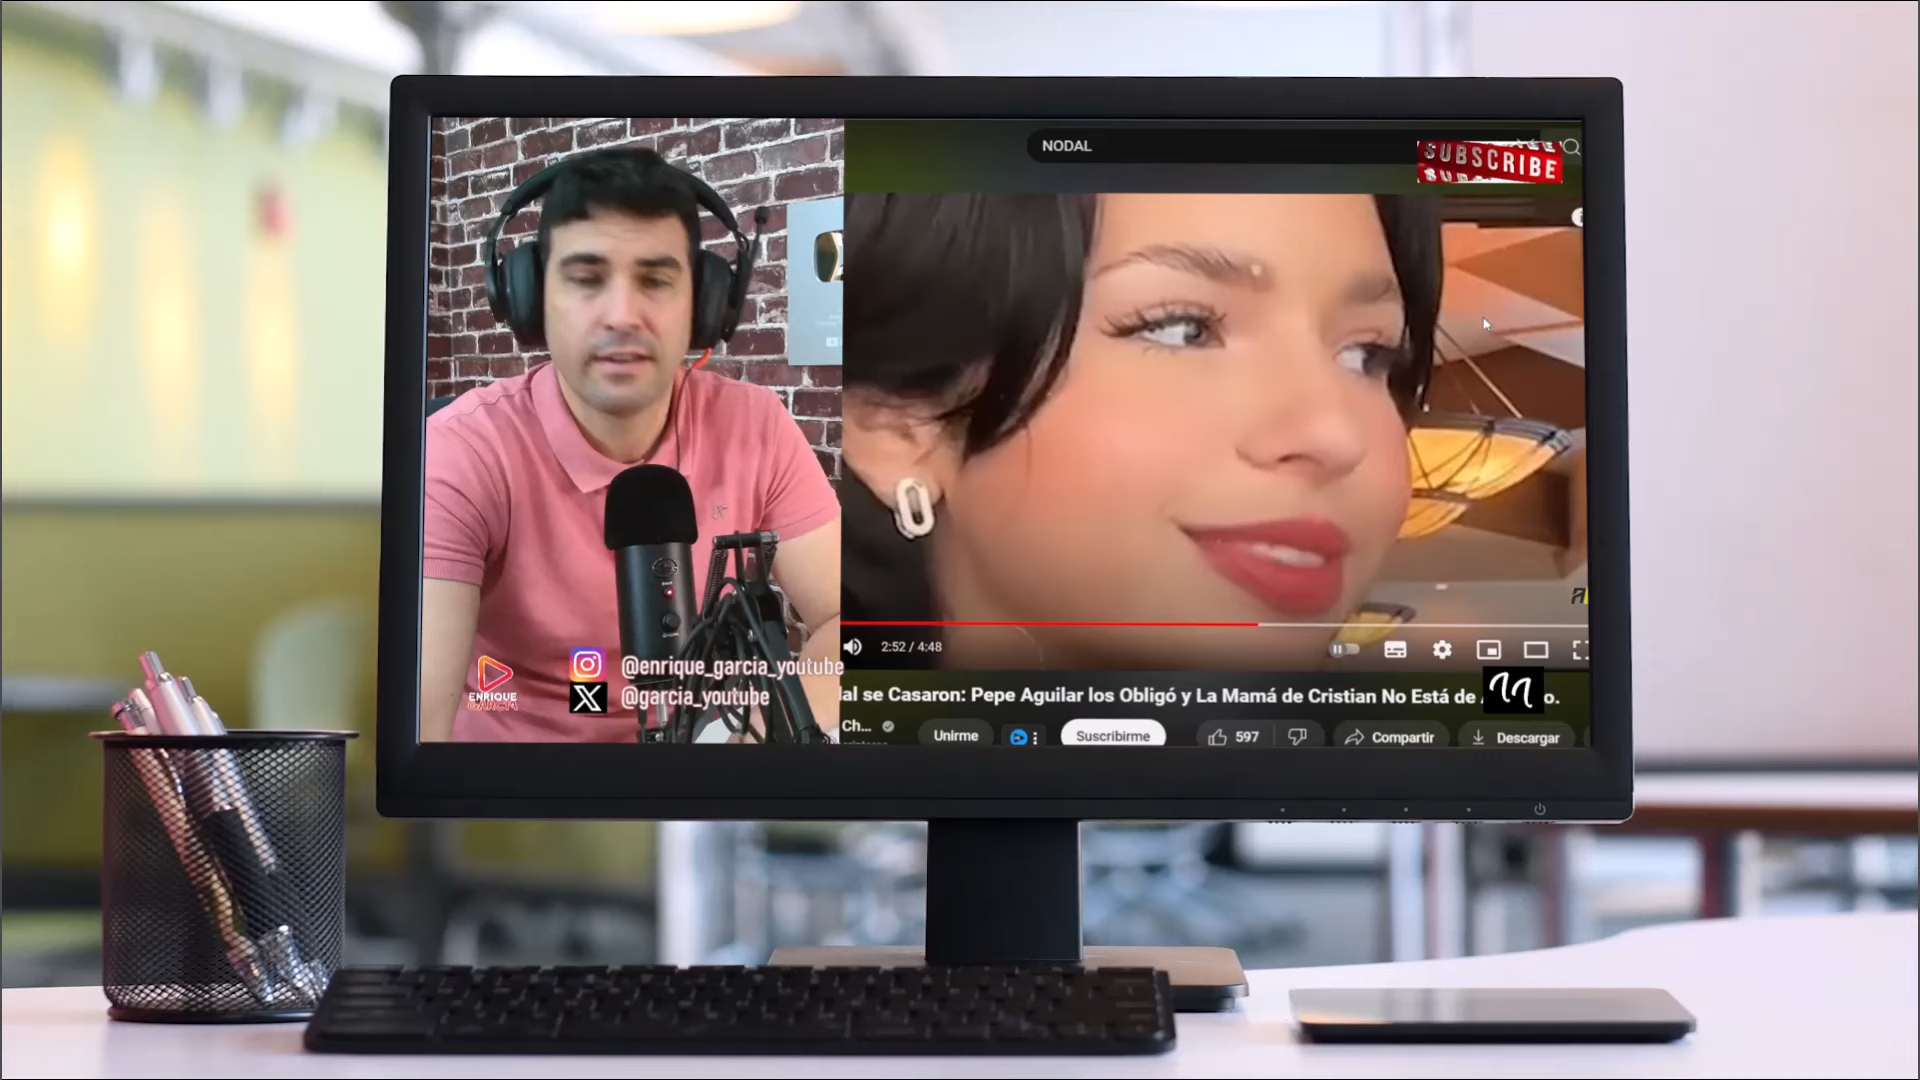 NODAL
SUBSCRIBE
2:52 / 4:48
@enrique_garcia_youtube
@garcia_youtube
ENRIQUE
GARCIA
se Casaron: Pepe Aguilar los Obligó y La Mamá de Cristian No Está de
Ch...
Unirme
Suscribirme
597
Compartir
Descargar